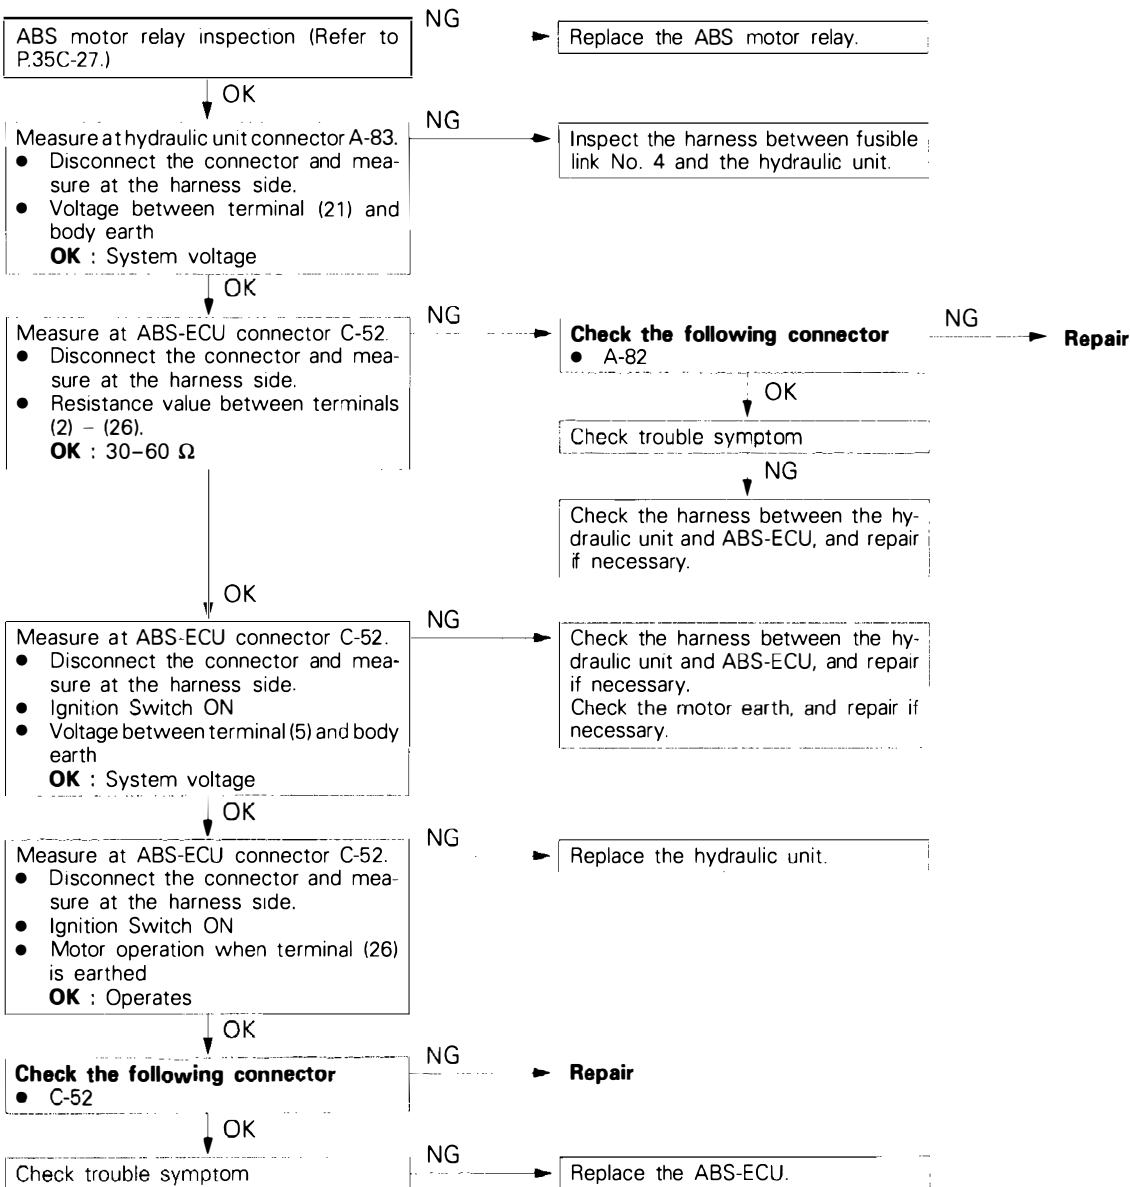 ABS motor relay inspection (Refer to
P.35C-27.)
NG
Replace the ABS motor relay.
OK
Measure at hydraulic unit connector A-83.
● Disconnect the connector and mea-
sure at the harness side.
● Voltage between terminal (21) and
body earth
OK : System voltage
NG
Inspect the harness between fusible
link No. 4 and the hydraulic unit.
OK
Measure at ABS-ECU connector C-52.
● Disconnect the connector and mea-
sure at the harness side.
● Resistance value between terminals
(2) – (26).
OK : 30–60 Ω
NG
Check the following connector
● A-82
NG
Repair
OK
Check trouble symptom
NG
Check the harness between the hy-
draulic unit and ABS-ECU, and repair
if necessary.
OK
Measure at ABS-ECU connector C-52.
● Disconnect the connector and mea-
sure at the harness side.
● Ignition Switch ON
● Voltage between terminal (5) and body
earth
OK : System voltage
NG
Check the harness between the hy-
draulic unit and ABS-ECU, and repair
if necessary.
Check the motor earth, and repair if
necessary.
OK
Measure at ABS-ECU connector C-52.
● Disconnect the connector and mea-
sure at the harness side.
● Ignition Switch ON
● Motor operation when terminal (26)
is earthed
OK : Operates
NG
Replace the hydraulic unit.
OK
Check the following connector
● C-52
NG
Repair
OK
Check trouble symptom
NG
Replace the ABS-ECU.